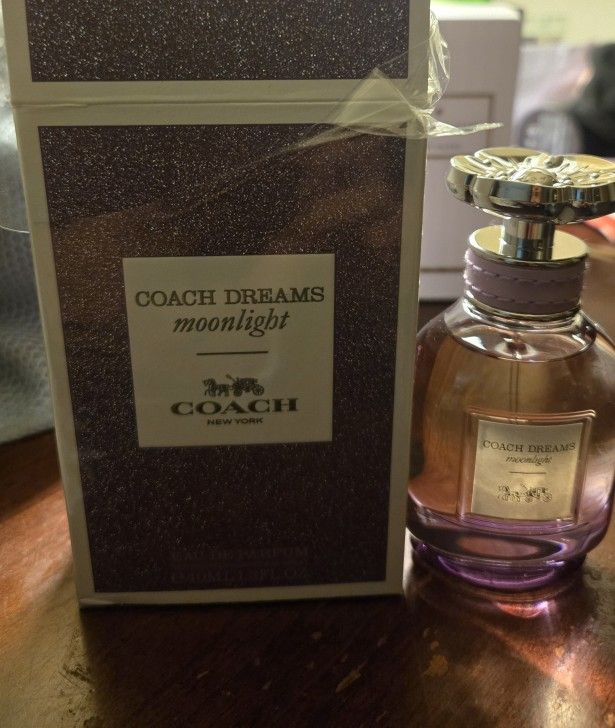 COACH DREAMS
moonlight
COACH
NEW YORK
EAU DE PARFUM
COACH DREAMS
moonlight